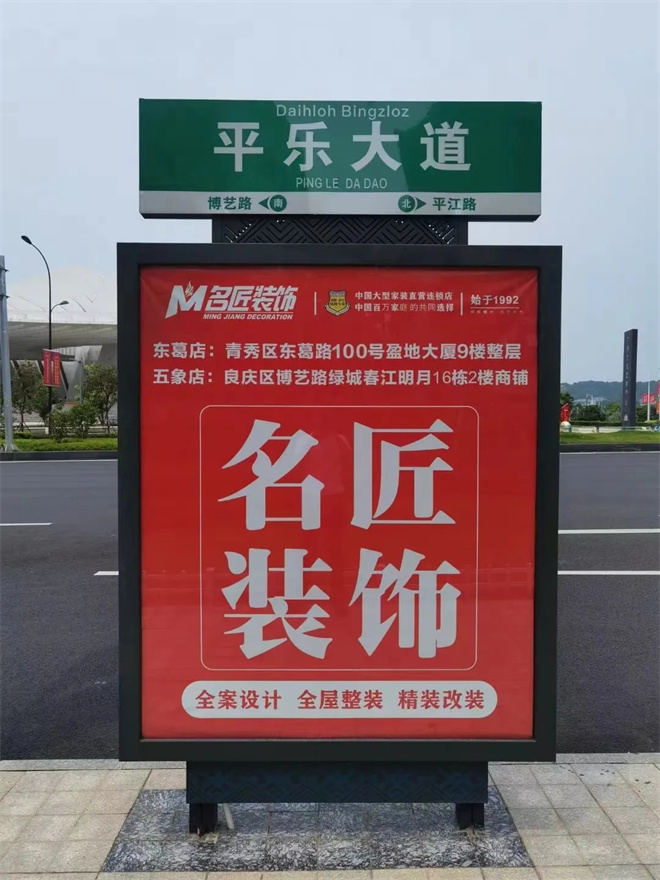 Daihloh Bingzloz
平乐大道
PING LE DA DAO
博艺路 南 北 平江路
M 名匠装饰 中国大型家装直营连锁店 始于1992
MING JIANG DECORATION 中国百万家庭的共同选择
东葛店：青秀区东葛路100号盈地大厦9楼整层
五象店：良庆区博艺路绿城春江明月16栋2楼商铺
名匠
装饰
全案设计 全屋整装 精装改装